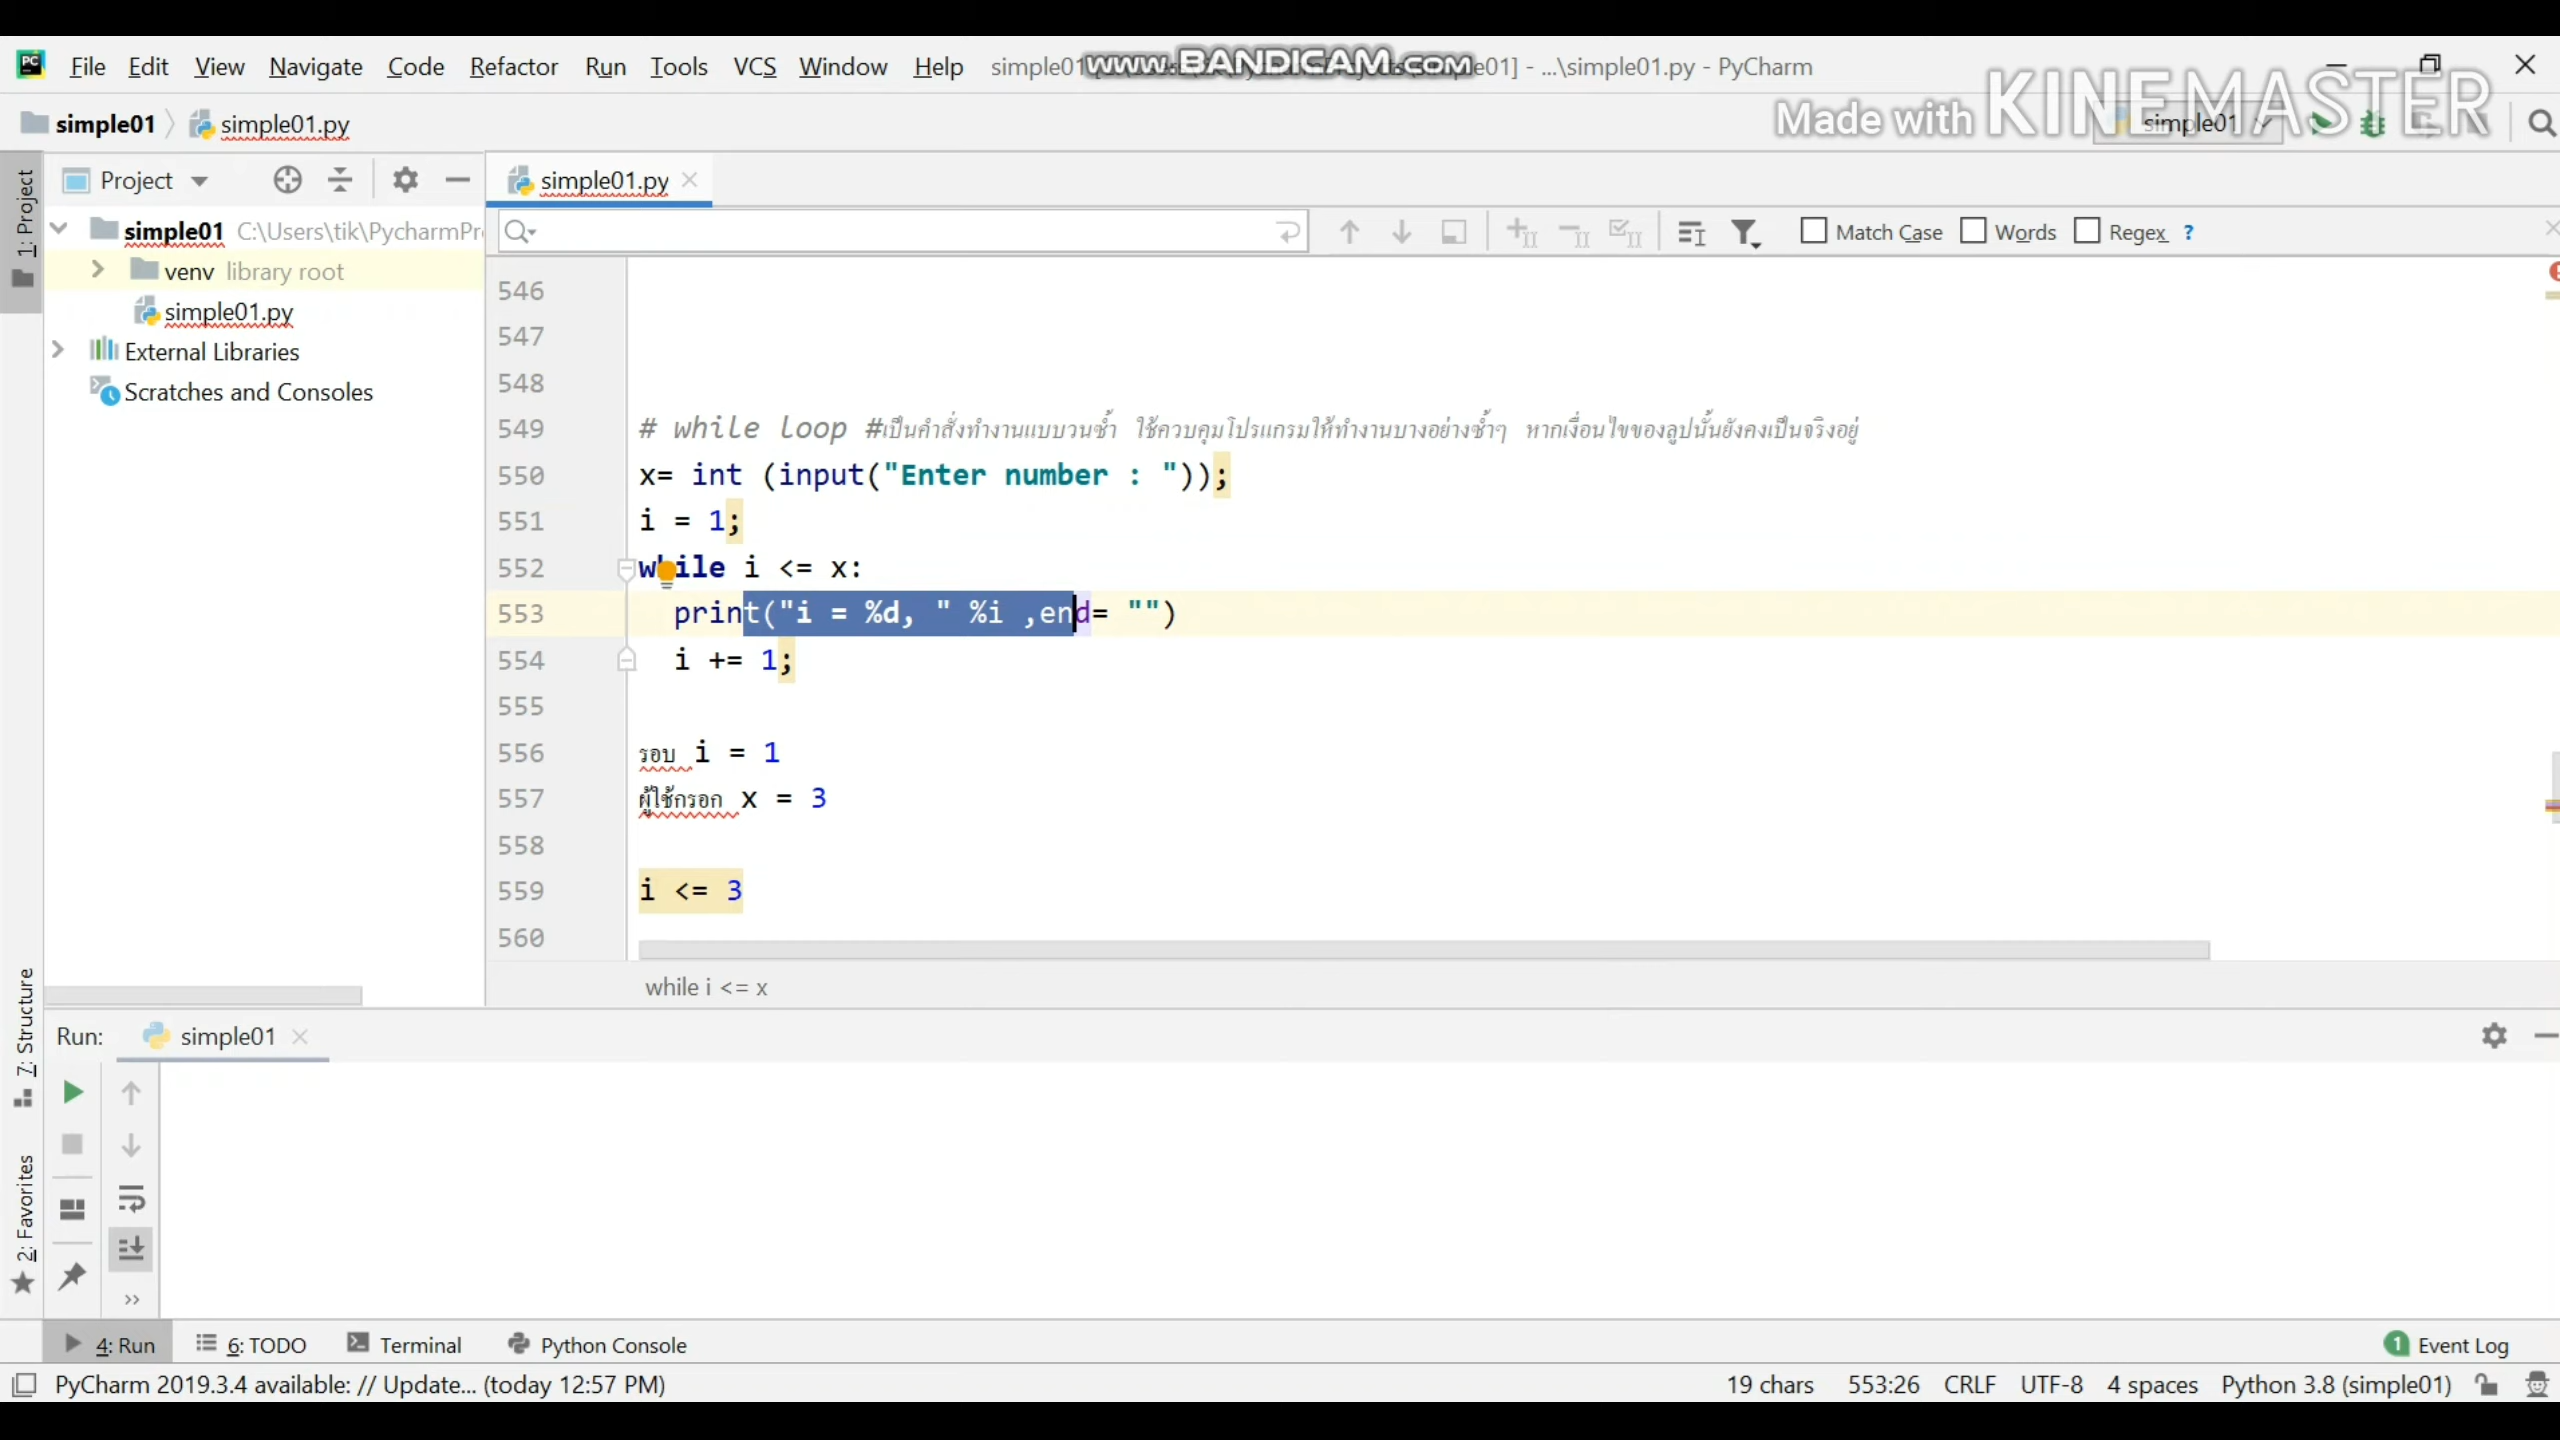 File Edit View Navigate Code Refactor Run Tools VCS Window Help simple01 e01] - ...\simple01.py - PyCharm
www.BANDICAM.com
Made with KINEMASTER
simple01 simple01.py simple01
1: Project
Project simple01.py
simple01 C:\Users\tik\PycharmPr
Match Case Words Regex ?
venv library root
simple01.py
External Libraries
Scratches and Consoles
546
547
548
549 # while loop #เป็นคำสั่งทำงานแบบวนซ้ำ ใช้ควบคุมโปรแกรมให้ทำงานบางอย่างซ้ำๆ หากเงื่อนไขของลูปนั้นยังคงเป็นจริงอยู่
550 x= int (input("Enter number : "));
551 i = 1;
552 while i <= x:
553 print("i = %d, " %i ,end= "")
554 i += 1;
555
556 รอบ i = 1
557 ผู้ใช้กรอก x = 3
558
559 i <= 3
560
while i <= x
7: Structure
2: Favorites
Run: simple01
4: Run 6: TODO Terminal Python Console 1 Event Log
PyCharm 2019.3.4 available: // Update... (today 12:57 PM) 19 chars 553:26 CRLF UTF-8 4 spaces Python 3.8 (simple01)